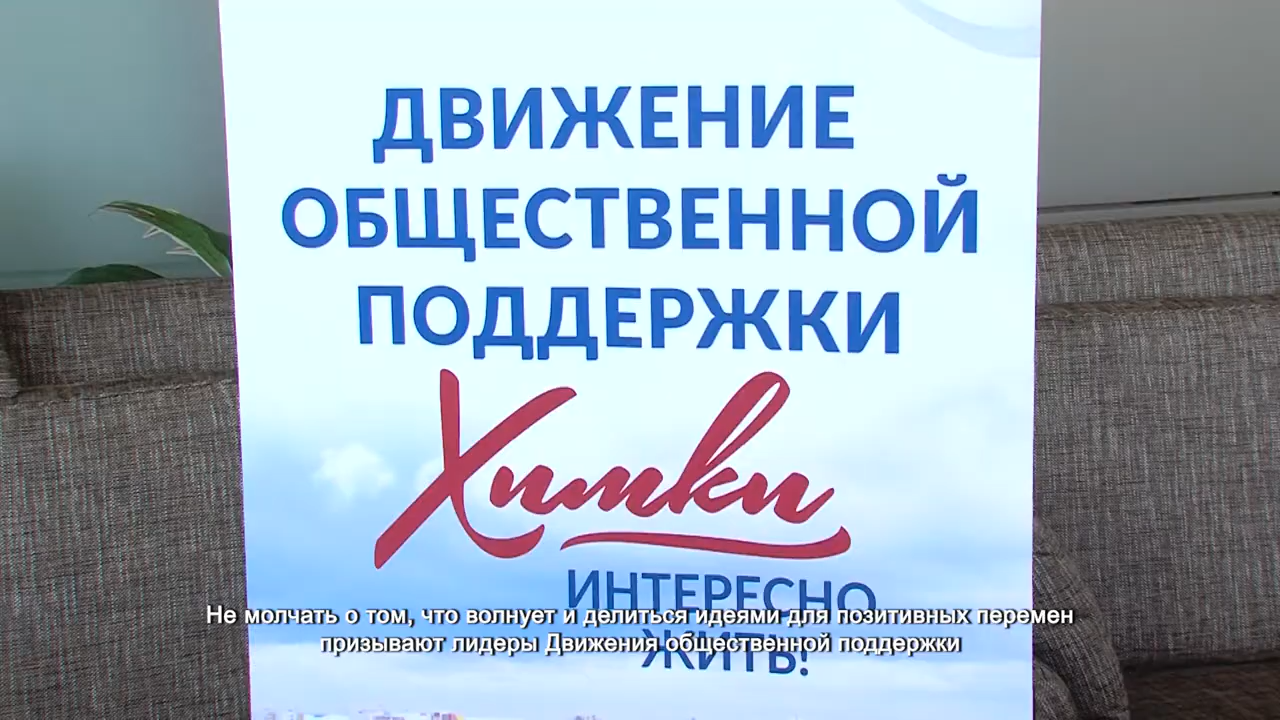 ДВИЖЕНИЕ
ОБЩЕСТВЕННОЙ
ПОДДЕРЖКИ
Химки
ИНТЕРЕСНО
ЖИТЬ!
Не молчать о том, что волнует и делиться идеями для позитивных перемен
призывают лидеры Движения общественной поддержки